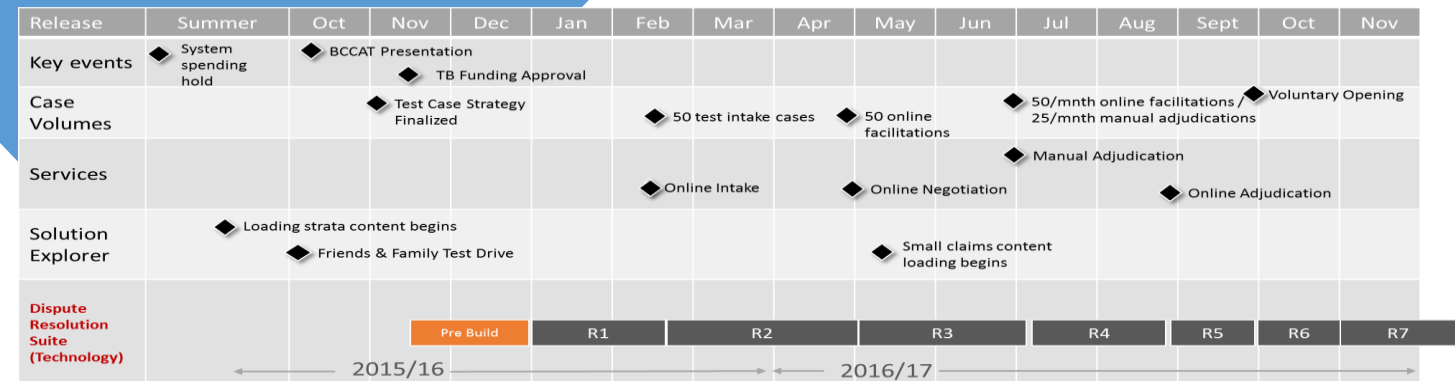 Release Summer Oct Nov Dec Jan Feb Mar Apr May Jun Jul Aug Sept Oct Nov
Key events
System
spending
hold
BCCAT Presentation
TB Funding Approval
Case
Volumes
Test Case Strategy
Finalized
50 test intake cases
50 online
facilitations
50/mnth online facilitations /
25/mnth manual adjudications
Voluntary Opening
Services
Manual Adjudication
Online Intake
Online Negotiation
Online Adjudication
Solution
Explorer
Loading strata content begins
Friends & Family Test Drive
Small claims content
loading begins
Dispute
Resolution
Suite
(Technology)
Pre Build R1 R2 R3 R4 R5 R6 R7
2015/16 2016/17